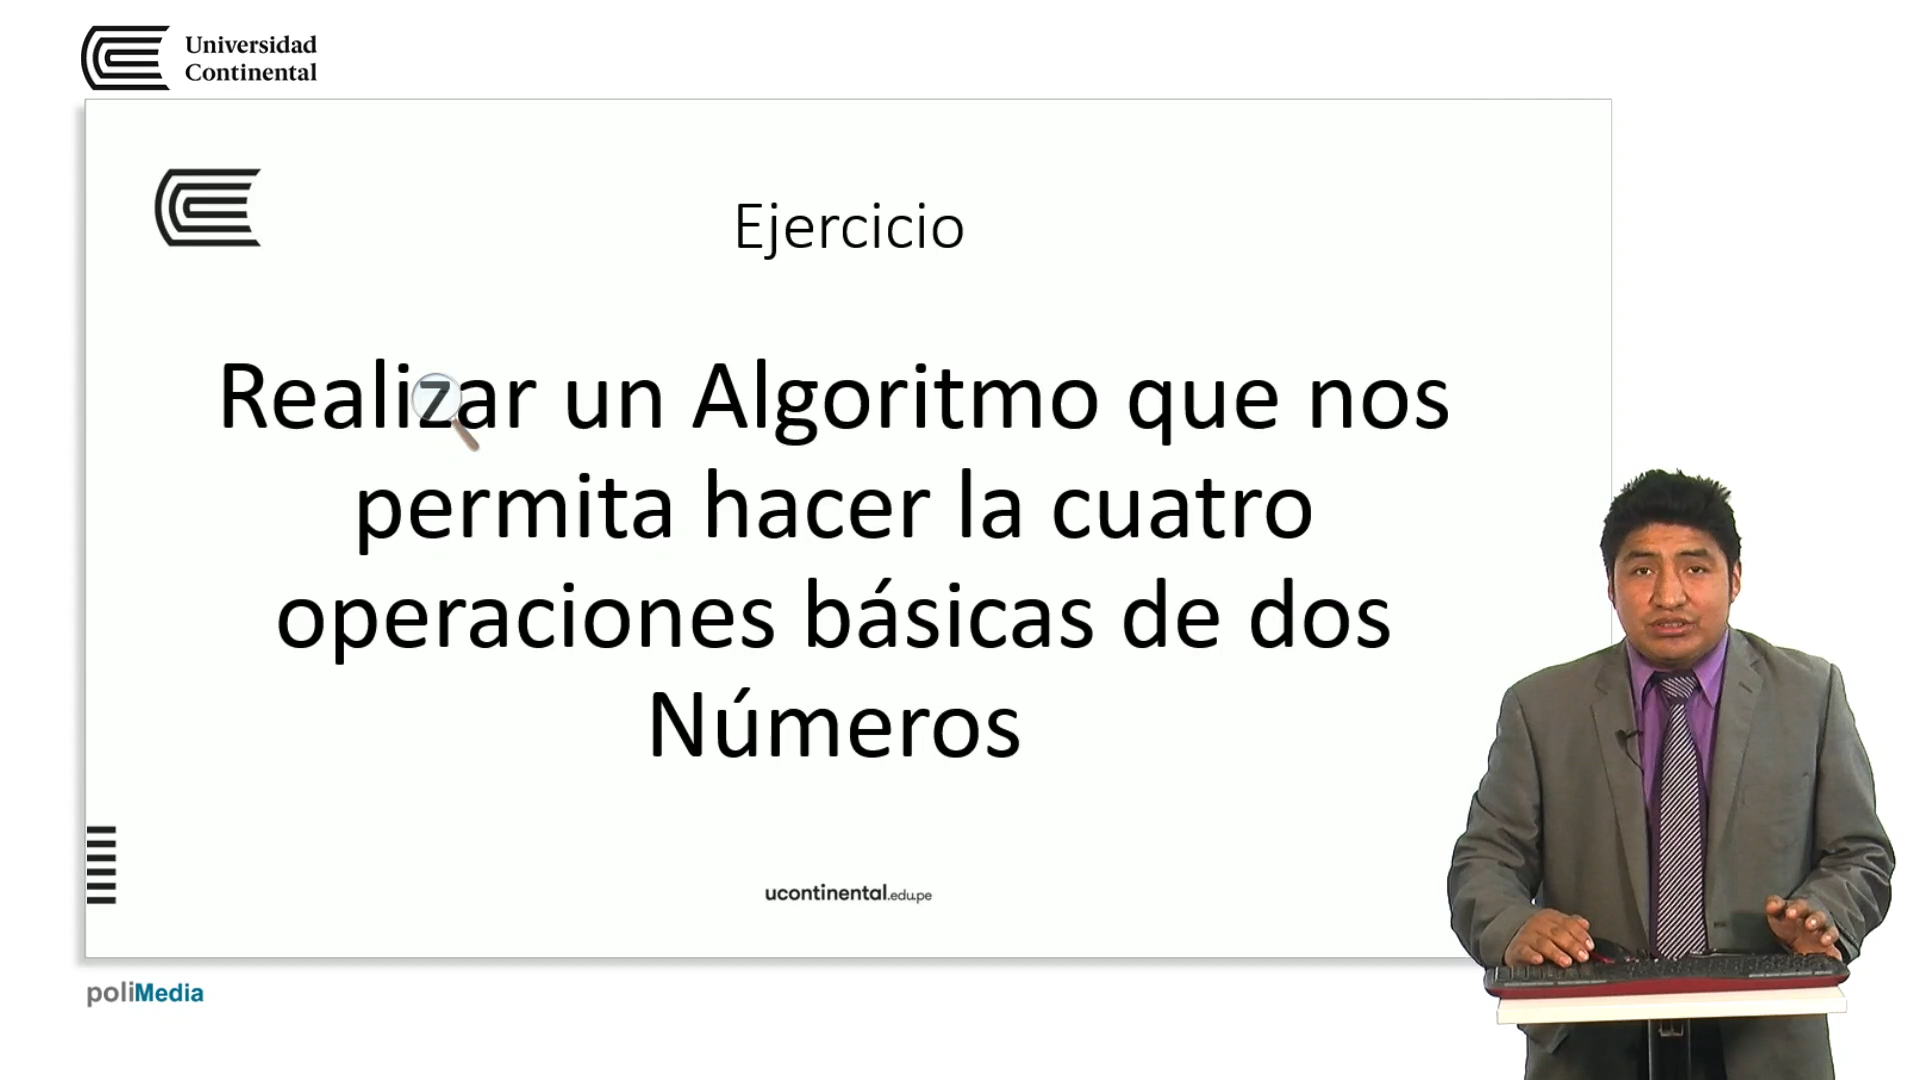 Universidad
Continental
Ejercicio
Realizar un Algoritmo que nos
permita hacer la cuatro
operaciones básicas de dos
Números
ucontinental.edu.pe
poliMedia